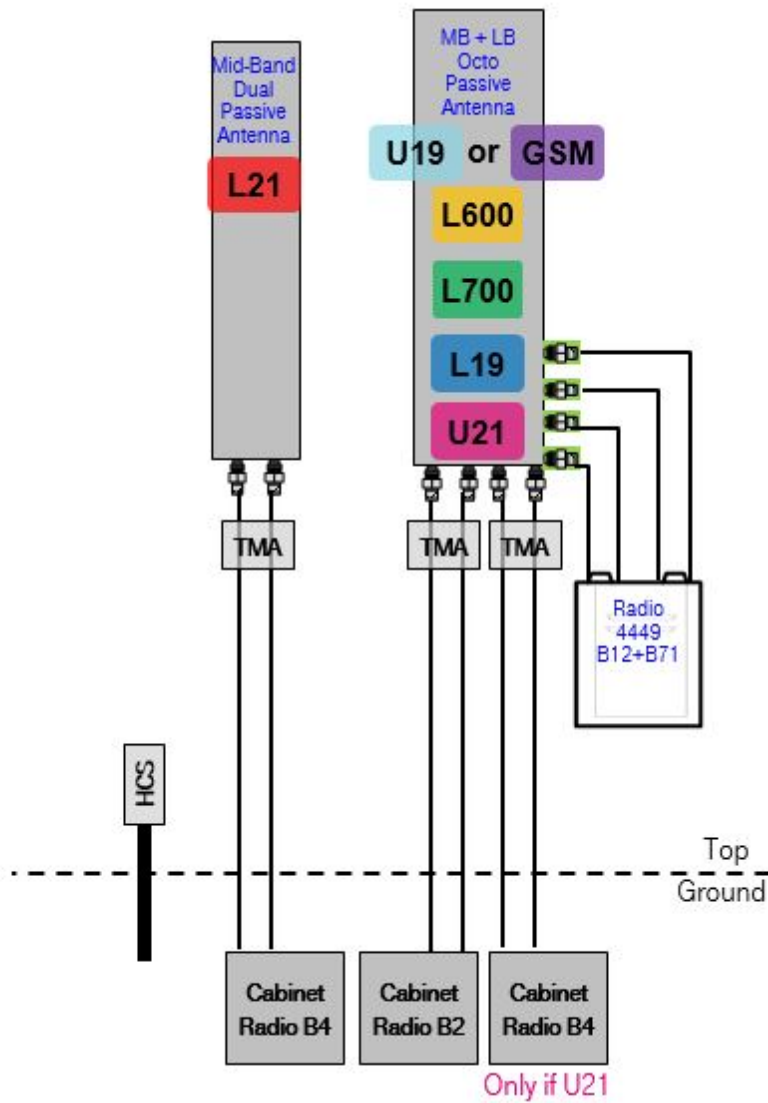 Mid-Band
Dual
Passive
Antenna
L21
MB + LB
Octo
Passive
Antenna
U19 or GSM
L600
L700
L19
U21
TMA
TMA
TMA
Radio
4449
B12+B71
HCS
Top
Ground
Cabinet
Radio B4
Cabinet
Radio B2
Cabinet
Radio B4
Only if U21